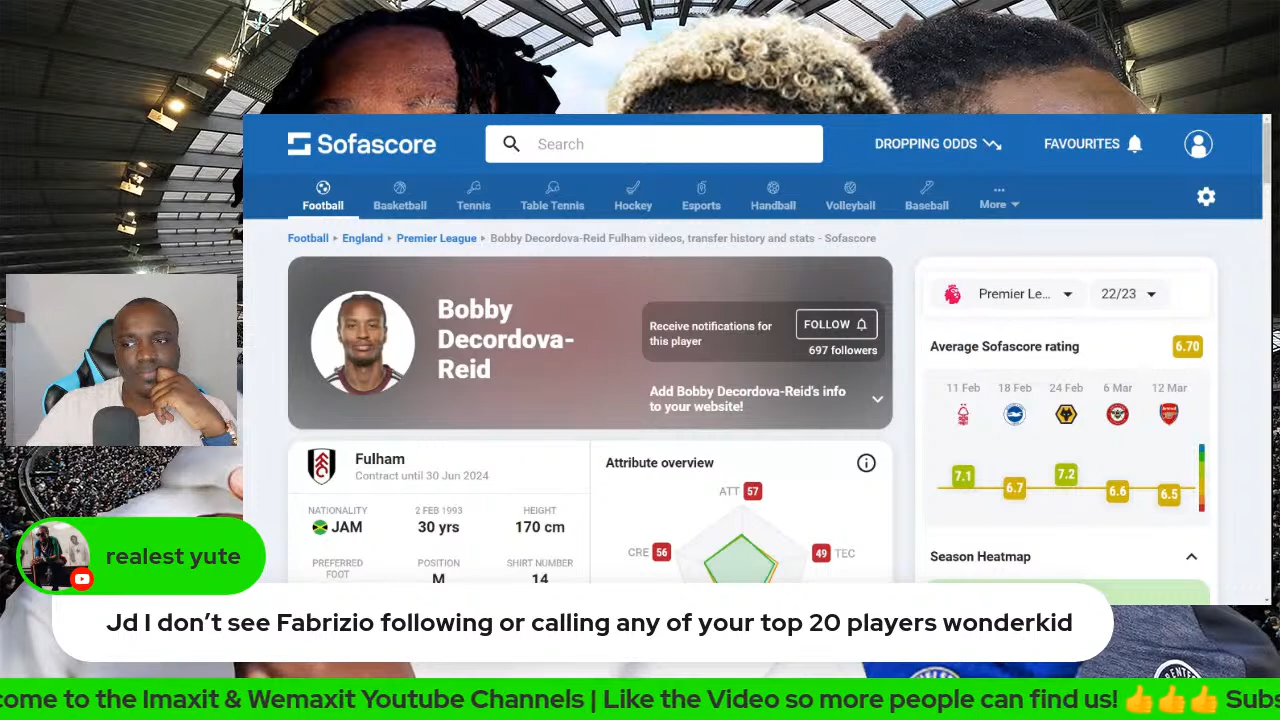 Sofascore
Search
DROPPING ODDS
FAVOURITES
Football
Basketball
Tennis
Table Tennis
Hockey
Esports
Handball
Volleyball
Baseball
More
Football England Premier League Bobby Decordova-Reid Fulham videos, transfer history and stats - Sofascore
Bobby
Decordova-
Reid
Receive notifications for
this player
FOLLOW
697 followers
Add Bobby Decordova-Reid's info
to your website!
Premier Le...
22/23
Average Sofascore rating
6.70
11 Feb
18 Feb
24 Feb
6 Mar
12 Mar
7.1
6.7
7.2
6.6
6.5
Season Heatmap
Fulham
Contract until 30 Jun 2024
NATIONALITY
JAM
2 FEB 1993
30 yrs
HEIGHT
170 cm
PREFERRED
FOOT
POSITION
M
SHIRT NUMBER
14
Attribute overview
ATT 57
CRE 56
49 TEC
realest yute
Jd I don’t see Fabrizio following or calling any of your top 20 players wonderkid
come to the Imaxit & Wemaxit Youtube Channels | Like the Video so more people can find us! 👍👍👍 Subs